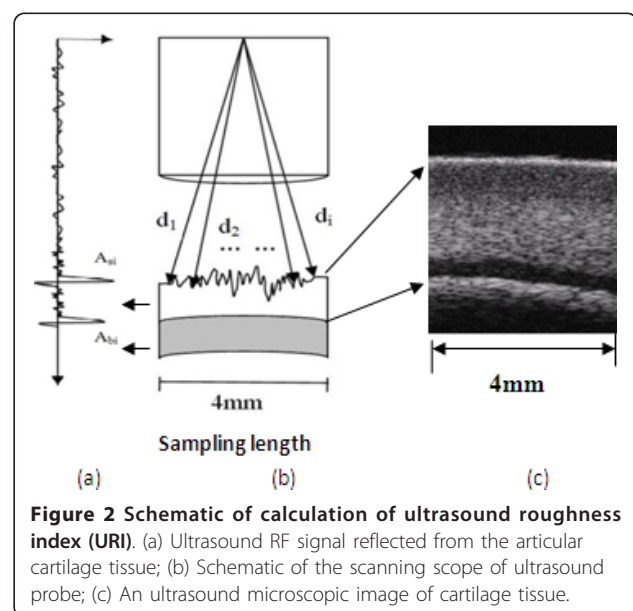 d₁
d₂
dᵢ
... ...
Aₛᵢ
A_bi
4mm
4mm
Sampling length
(a)
(b)
(c)
Figure 2 Schematic of calculation of ultrasound roughness
index (URI). (a) Ultrasound RF signal reflected from the articular
cartilage tissue; (b) Schematic of the scanning scope of ultrasound
probe; (c) An ultrasound microscopic image of cartilage tissue.